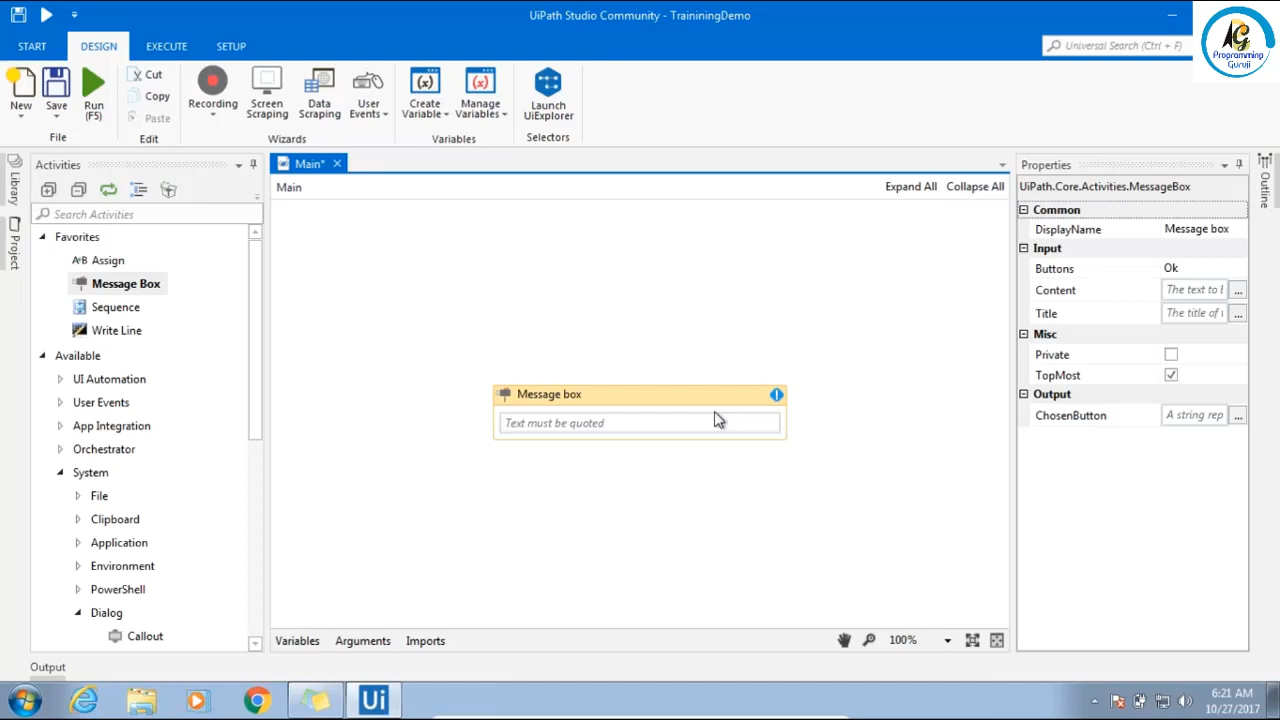 UiPath Studio Community - TraininingDemo
START DESIGN EXECUTE SETUP
Universal Search (Ctrl + F)
Programming
Guruji
New
Save
Run
(F5)
File
Cut
Copy
Paste
Edit
Recording
Screen
Scraping
Data
Scraping
User
Events
Wizards
Create
Variable
Manage
Variables
Variables
Launch
UiExplorer
Selectors
Library
Project
Activities
Search Activities
Favorites
A+B Assign
Message Box
Sequence
Write Line
Available
UI Automation
User Events
App Integration
Orchestrator
System
File
Clipboard
Application
Environment
PowerShell
Dialog
Callout
Main*
Main
Expand All Collapse All
Message box
Text must be quoted
Variables Arguments Imports
100%
Properties
UiPath.Core.Activities.MessageBox
Common
DisplayName Message box
Input
Buttons Ok
Content The text to
Title The title of
Misc
Private
TopMost
Output
ChosenButton A string rep
Outline
Output
Ui
6:21 AM
10/27/2017